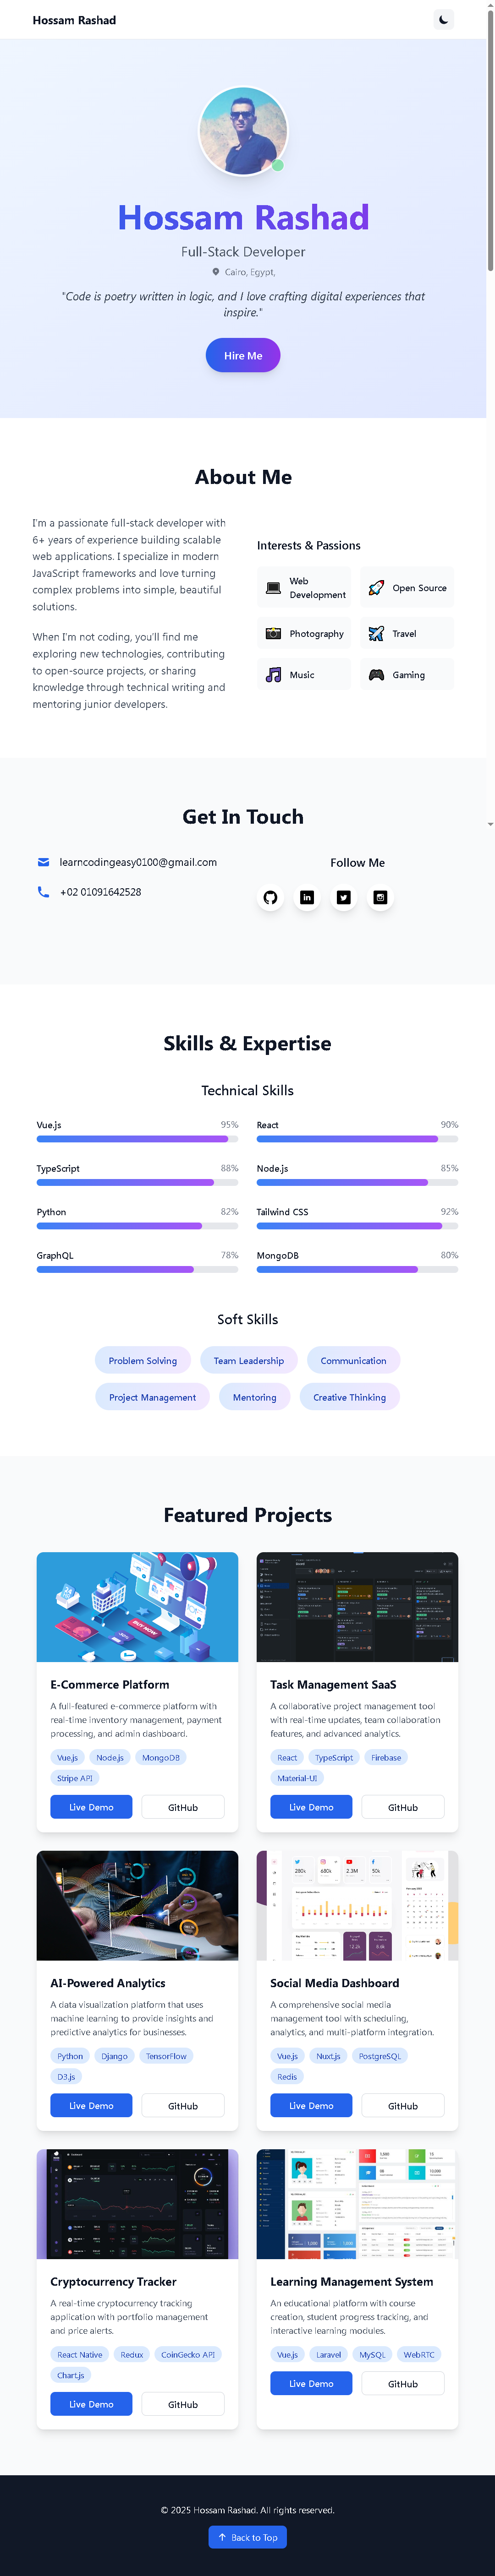 Hossam Rashad
Hossam Rashad
Full-Stack Developer
Cairo, Egypt,
"Code is poetry written in logic, and I love crafting digital experiences that
inspire."
Hire Me
About Me
I'm a passionate full-stack developer with
6+ years of experience building scalable
web applications. I specialize in modern
JavaScript frameworks and love turning
complex problems into simple, beautiful
solutions.
When I'm not coding, you'll find me
exploring new technologies, contributing
to open-source projects, or sharing
knowledge through technical writing and
mentoring junior developers.
Interests & Passions
Web
Development
Open Source
Photography
Travel
Music
Gaming
Get In Touch
learncodingeasy0100@gmail.com
+02 01091642528
Follow Me
Skills & Expertise
Technical Skills
Vue.js 95%
React 90%
TypeScript 88%
Node.js 85%
Python 82%
Tailwind CSS 92%
GraphQL 78%
MongoDB 80%
Soft Skills
Problem Solving
Team Leadership
Communication
Project Management
Mentoring
Creative Thinking
Featured Projects
BUY NOW
E-Commerce Platform
A full-featured e-commerce platform with
real-time inventory management, payment
processing, and admin dashboard.
Vue.js Node.js MongoDB
Stripe API
Live Demo GitHub
Task Management SaaS
A collaborative project management tool
with real-time updates, team collaboration
features, and advanced analytics.
React TypeScript Firebase
Material-UI
Live Demo GitHub
AI-Powered Analytics
A data visualization platform that uses
machine learning to provide insights and
predictive analytics for businesses.
Python Django TensorFlow
D3.js
Live Demo GitHub
280k 680k 2.3M 50k
Social Media Dashboard
A comprehensive social media
management tool with scheduling,
analytics, and multi-platform integration.
Vue.js Nuxt.js PostgreSQL
Redis
Live Demo GitHub
Cryptocurrency Tracker
A real-time cryptocurrency tracking
application with portfolio management
and price alerts.
React Native Redux CoinGecko API
Chart.js
Live Demo GitHub
Learning Management System
An educational platform with course
creation, student progress tracking, and
interactive learning modules.
Vue.js Laravel MySQL WebRTC
Live Demo GitHub
© 2025 Hossam Rashad. All rights reserved.
Back to Top